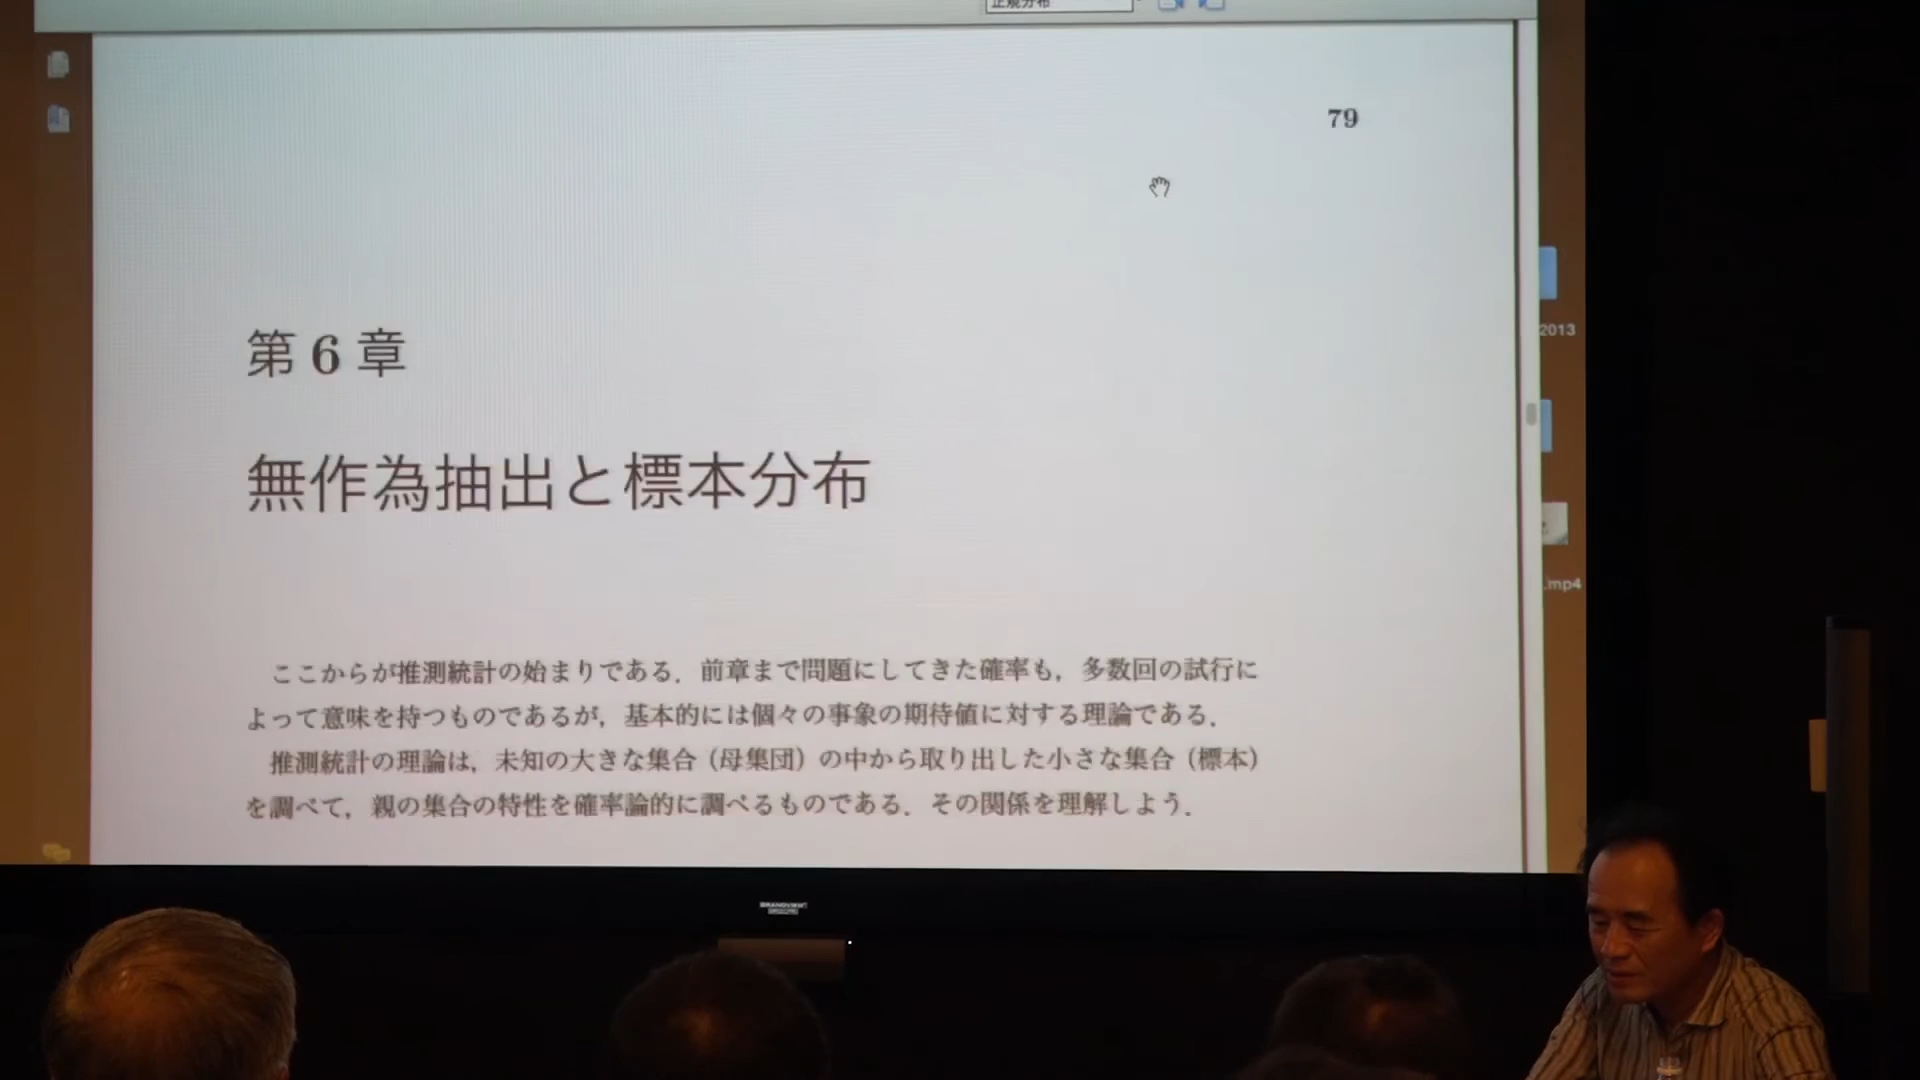 正規分布
79
第 6 章
無作為抽出と標本分布
ここからが推測統計の始まりである．前章まで問題にしてきた確率も，多数回の試行に
よって意味を持つものであるが，基本的には個々の事象の期待値に対する理論である．
推測統計の理論は，未知の大きな集合（母集団）の中から取り出した小さな集合（標本）
を調べて，親の集合の特性を確率論的に調べるものである．その関係を理解しよう．
2013
.mp4